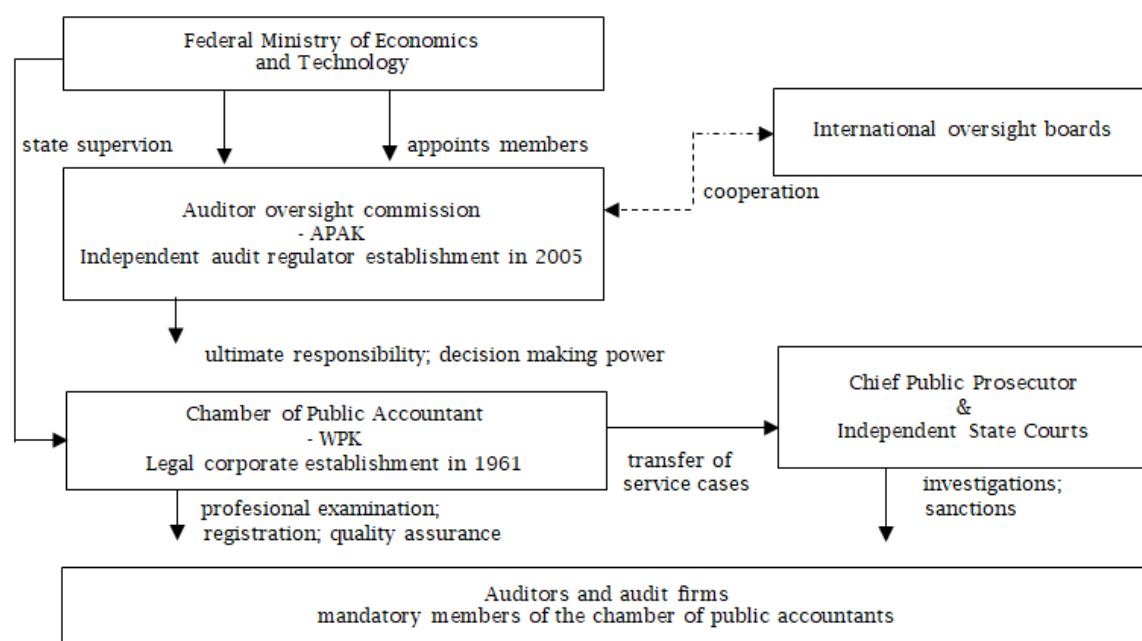 Federal Ministry of Economics
and Technology
state supervion
appoints members
International oversight boards
cooperation
Auditor oversight commission
- APAK
Independent audit regulator establishment in 2005
ultimate responsibility; decision making power
Chamber of Public Accountant
- WPK
Legal corporate establishment in 1961
Chief Public Prosecutor
&
Independent State Courts
transfer of
service cases
profesional examination;
registration; quality assurance
investigations;
sanctions
Auditors and audit firms
mandatory members of the chamber of public accountants